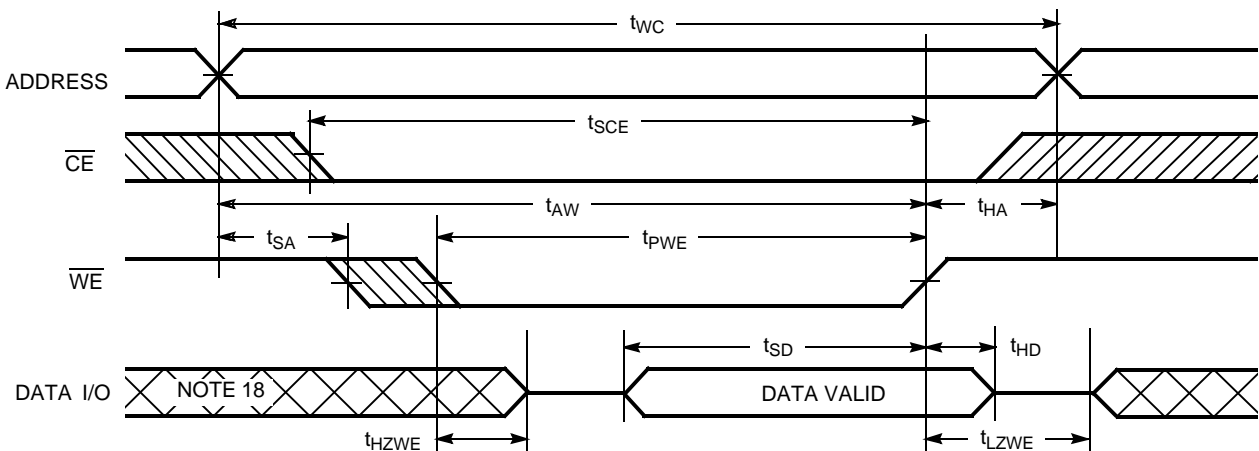 tWC
ADDRESS
tSCE
CE
tAW
tHA
tSA
tPWE
WE
tSD
tHD
DATA I/O
NOTE 18
DATA VALID
tHZWE
tLZWE